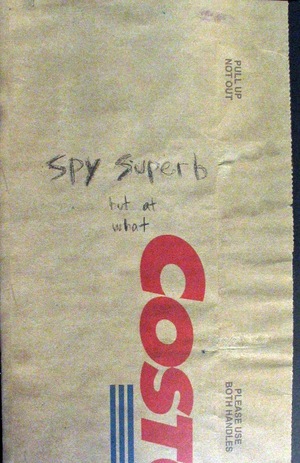 PULL UP
NOT OUT
SPY Superb
but at
what
COST
PLEASE USE
BOTH HANDLES